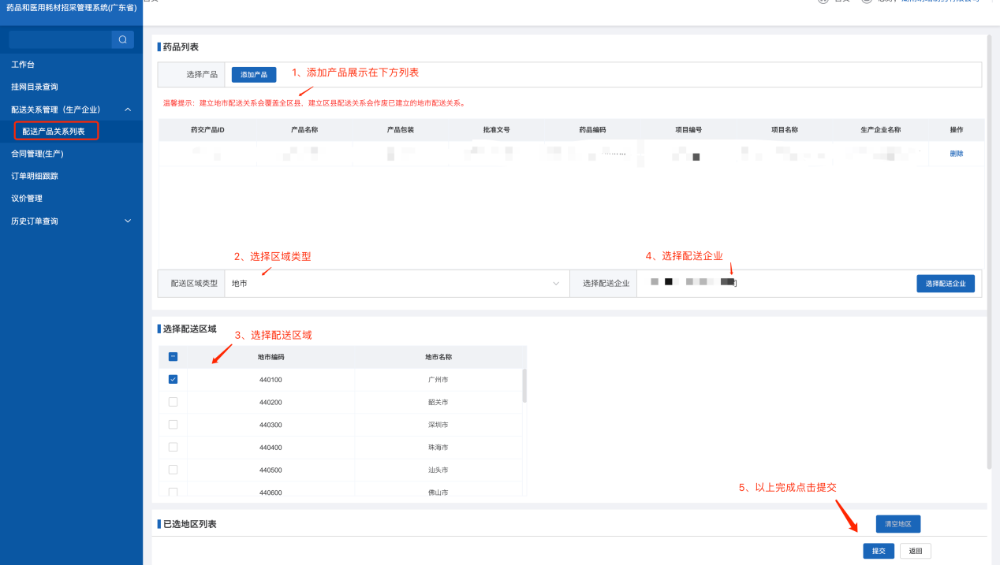 药品和医用耗材招采管理系统(广东省)
工作台
挂网目录查询
配送关系管理（生产企业）
配送产品关系列表
合同管理(生产)
订单明细跟踪
议价管理
历史订单查询
药品列表
选择产品
添加产品
1、添加产品展示在下方列表
温馨提示：建立地市配送关系会覆盖全区县，建立区县配送关系会作废已建立的地市配送关系。
药交产品ID 产品名称 产品包装 批准文号 药品编码 项目编号 项目名称 生产企业名称 操作
删除
2、选择区域类型
4、选择配送企业
配送区域类型 地市 选择配送企业 选择配送企业
选择配送区域
3、选择配送区域
地市编码 地市名称
440100 广州市
440200 韶关市
440300 深圳市
440400 珠海市
440500 汕头市
440600 佛山市
5、以上完成点击提交
已选地区列表
清空地区
提交 返回